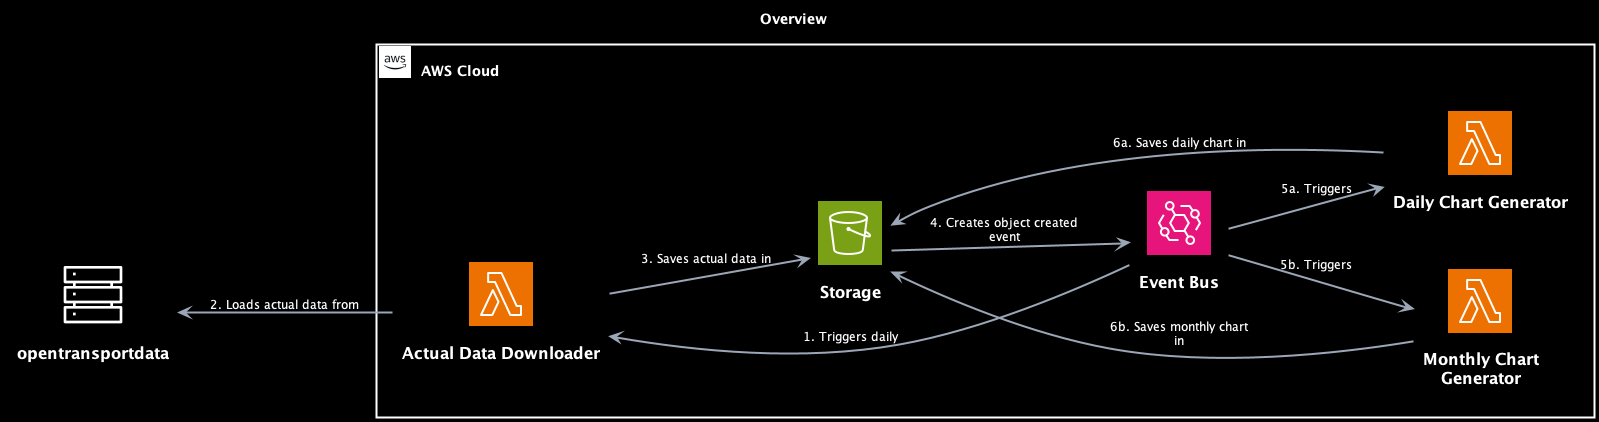 Overview
aws
AWS Cloud
6a. Saves daily chart in
5a. Triggers
Daily Chart Generator
4. Creates object created
event
3. Saves actual data in
5b. Triggers
Event Bus
Storage
2. Loads actual data from
6b. Saves monthly chart
in
1. Triggers daily
opentransportdata
Actual Data Downloader
Monthly Chart
Generator